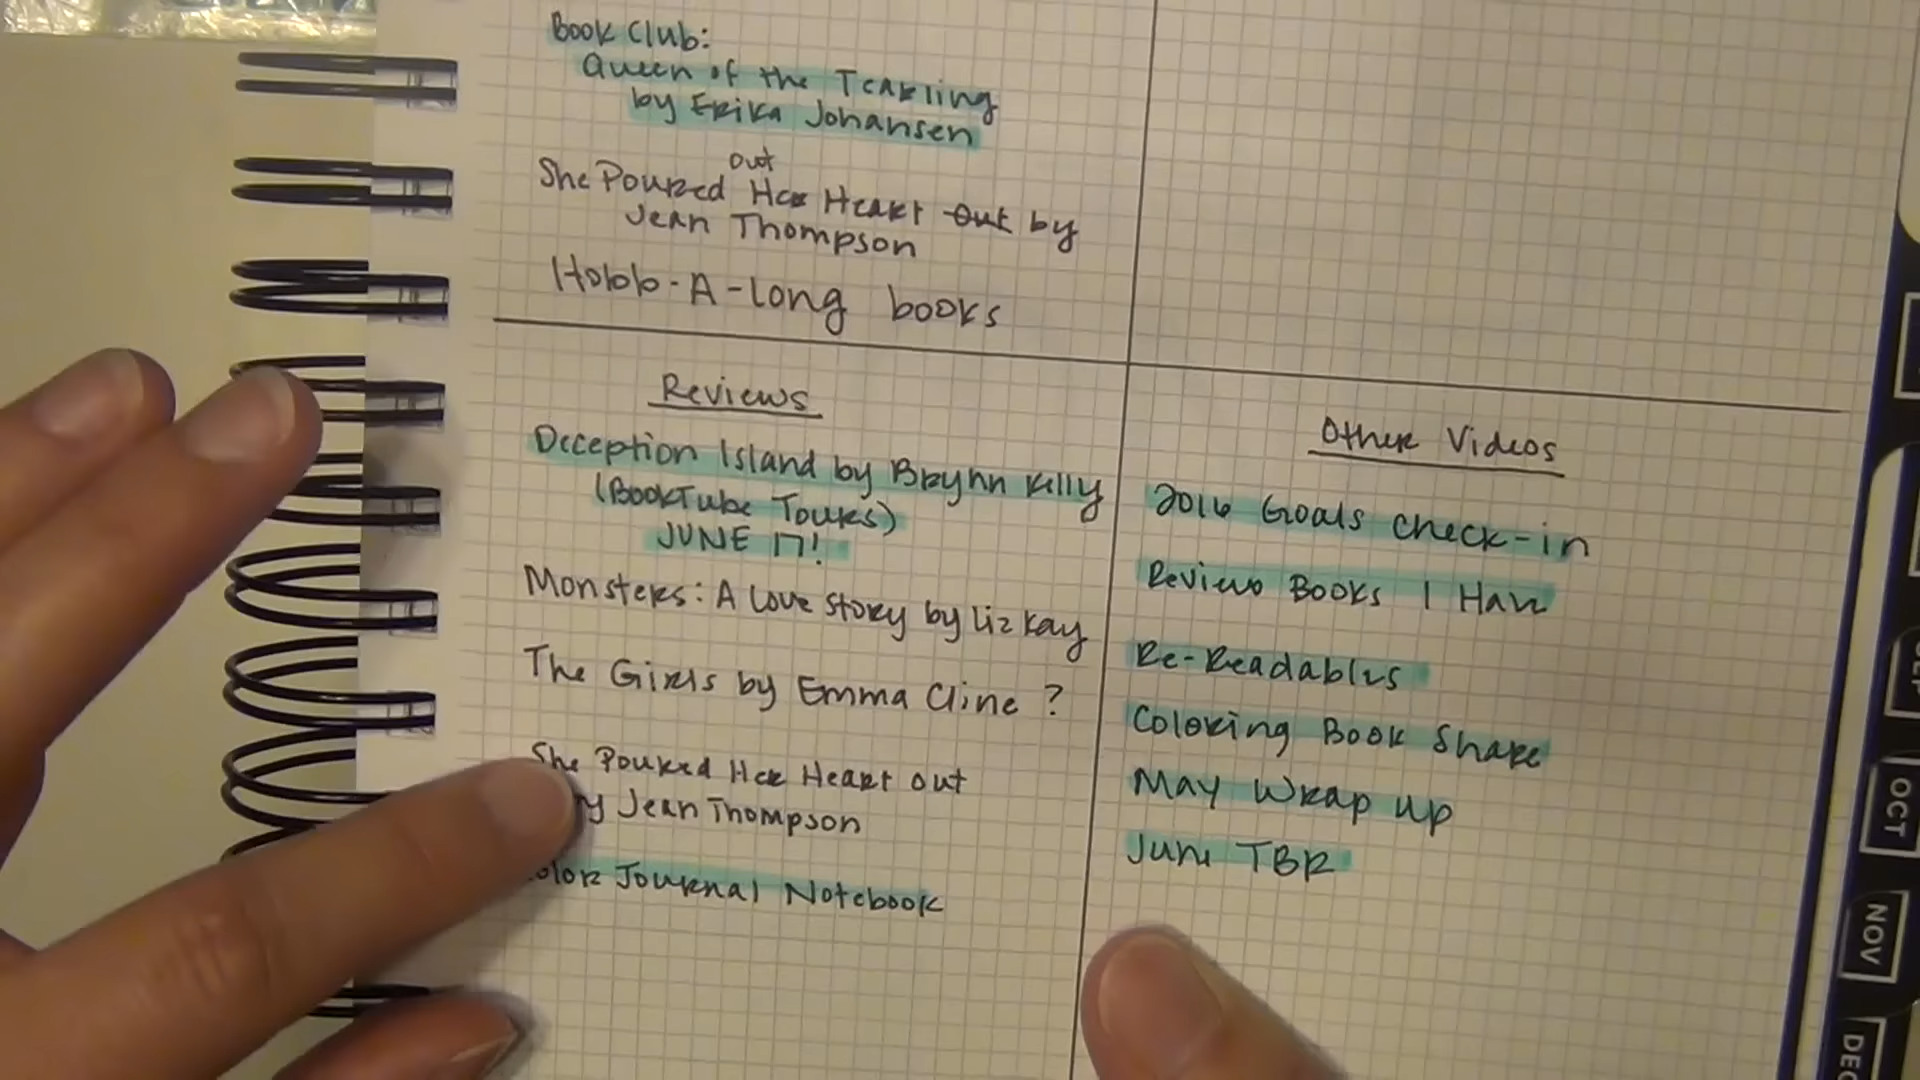 Book Club:
Queen of the Tearling
by Erika Johansen
out
She Poured Her Heart out by
Jean Thompson
Hobb-A-Long books
Reviews
Deception Island by Brynn Kelly
(BookTube Tours)
JUNE 17!
Monsters: A Love Story by Liz Kay
The Girls by Emma Cline ?
She Poured Her Heart out
by Jean Thompson
Journal Notebook
Other Videos
2016 Goals check-in
Review Books I Have
Re-Readables
Coloring Book Share
May Wrap up
June TBR
SEP
OCT
NOV
DEC